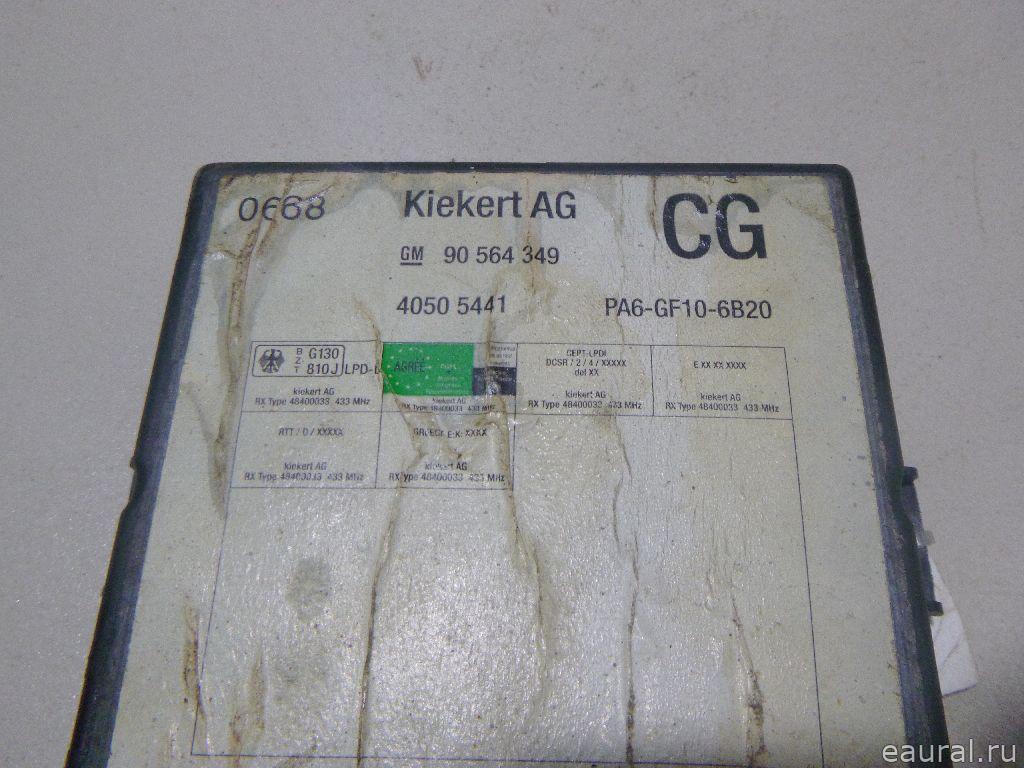 0668 Kiekert AG CG
GM 90 564 349
4050 5441 PA6-GF10-6B20
B Z T G130 810J LPD-
kiekert AG
RX Type 48400033 433 MHz
AGREE
kiekert AG
RX Type 48400033 433 MHz
CEPT-LPDI
DCSR / 2 / 4 / XXXXX
del XX
kiekert AG
RX Type 48400033 433 MHz
E XX XX XXXX
kiekert AG
RX Type 48400033 433 MHz
RTT / D / XXXXX
kiekert AG
RX Type 48400033 433 MHz
E.K: XXXX
kiekert AG
RX Type 48400033 433 MHz
eaural.ru